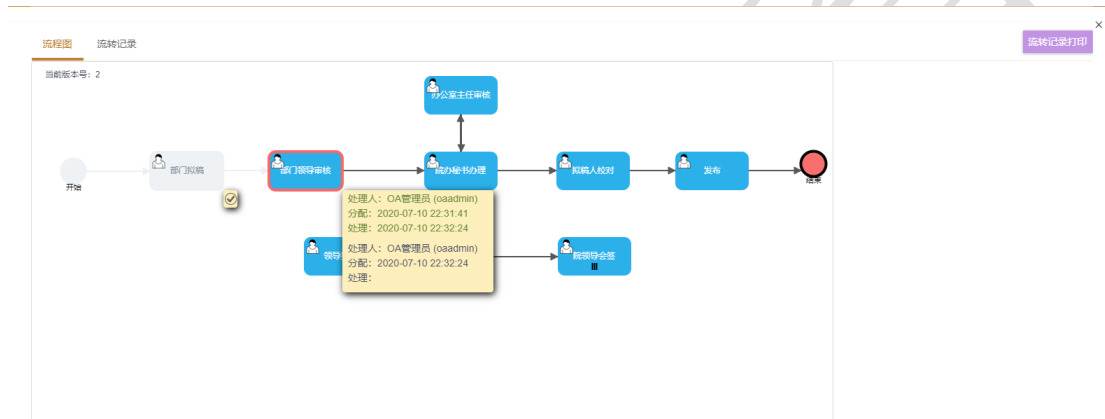 流程图 流转记录 流转记录打印
当前版本号：2
办公室主任审核
开始
部门拟稿
部门领导审核
院办秘书办理
拟稿人校对
发布
结束
处理人：OA管理员 (oaadmin)
分配：2020-07-10 22:31:41
处理：2020-07-10 22:32:24
处理人：OA管理员 (oaadmin)
分配：2020-07-10 22:32:24
处理：
领导
院领导会签